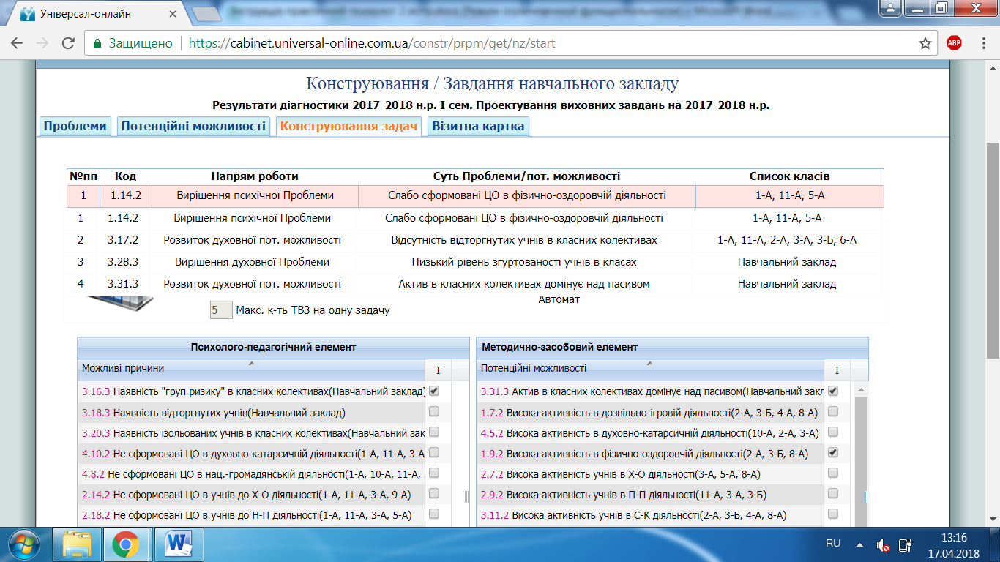 Універсал-онлайн
Защищено https://cabinet.universal-online.com.ua/constr/prpm/get/nz/start
ABP
Конструювання / Завдання навчального закладу
Результати діагностики 2017-2018 н.р. І сем. Проектування виховних завдань на 2017-2018 н.р.
Проблеми Потенційні можливості Конструювання задач Візитна картка
№пп Код Напрям роботи Суть Проблеми/пот. можливості Список класів
1 1.14.2 Вирішення психічної Проблеми Слабо сформовані ЦО в фізично-оздоровчій діяльності 1-А, 11-А, 5-А
1 1.14.2 Вирішення психічної Проблеми Слабо сформовані ЦО в фізично-оздоровчій діяльності 1-А, 11-А, 5-А
2 3.17.2 Розвиток духовної пот. можливості Відсутність відторгнутих учнів в класних колективах 1-А, 11-А, 2-А, 3-А, 3-Б, 6-А
3 3.28.3 Вирішення духовної Проблеми Низький рівень згуртованості учнів в класах Навчальний заклад
4 3.31.3 Розвиток духовної пот. можливості Актив в класних колективах домінує над пасивом Навчальний заклад
Автомат
5 Макс. к-ть ТВЗ на одну задачу
Психолого-педагогічний елемент Методично-засобовий елемент
Можливі причини І Потенційні можливості І
3.16.3 Наявність "груп ризику" в класних колективах(Навчальний заклад) 3.31.3 Актив в класних колективах домінує над пасивом(Навчальний закл
3.18.3 Наявність відторгнутих учнів(Навчальний заклад) 1.7.2 Висока активність в дозвільно-ігровій діяльності(2-А, 3-Б, 4-А, 8-А)
3.20.3 Наявність ізольованих учнів в класних колективах(Навчальний зак 4.5.2 Висока активність в духовно-катарсичній діяльності(10-А, 2-А, 3-А)
4.10.2 Не сформовані ЦО в духовно-катарсичній діяльності(1-А, 11-А, 3-А 1.9.2 Висока активність в фізично-оздоровчій діяльності(2-А, 3-Б, 8-А)
4.8.2 Не сформовані ЦО в нац.-громадянській діяльності(1-А, 10-А, 11-А, 2.7.2 Висока активність учнів в Х-О діяльності(3-А, 5-А, 8-А)
2.14.2 Не сформовані ЦО в учнів до Х-О діяльності(1-А, 11-А, 3-А, 9-А) 2.9.2 Висока активність учнів в П-П діяльності(11-А, 3-А, 3-Б)
2.18.2 Не сформовані ЦО в учнів до Н-П діяльності(1-А, 11-А, 3-А, 5-А) 3.11.2 Висока активність учнів в С-К діяльності(2-А, 3-Б, 4-А, 8-А)
RU 13:16
17.04.2018